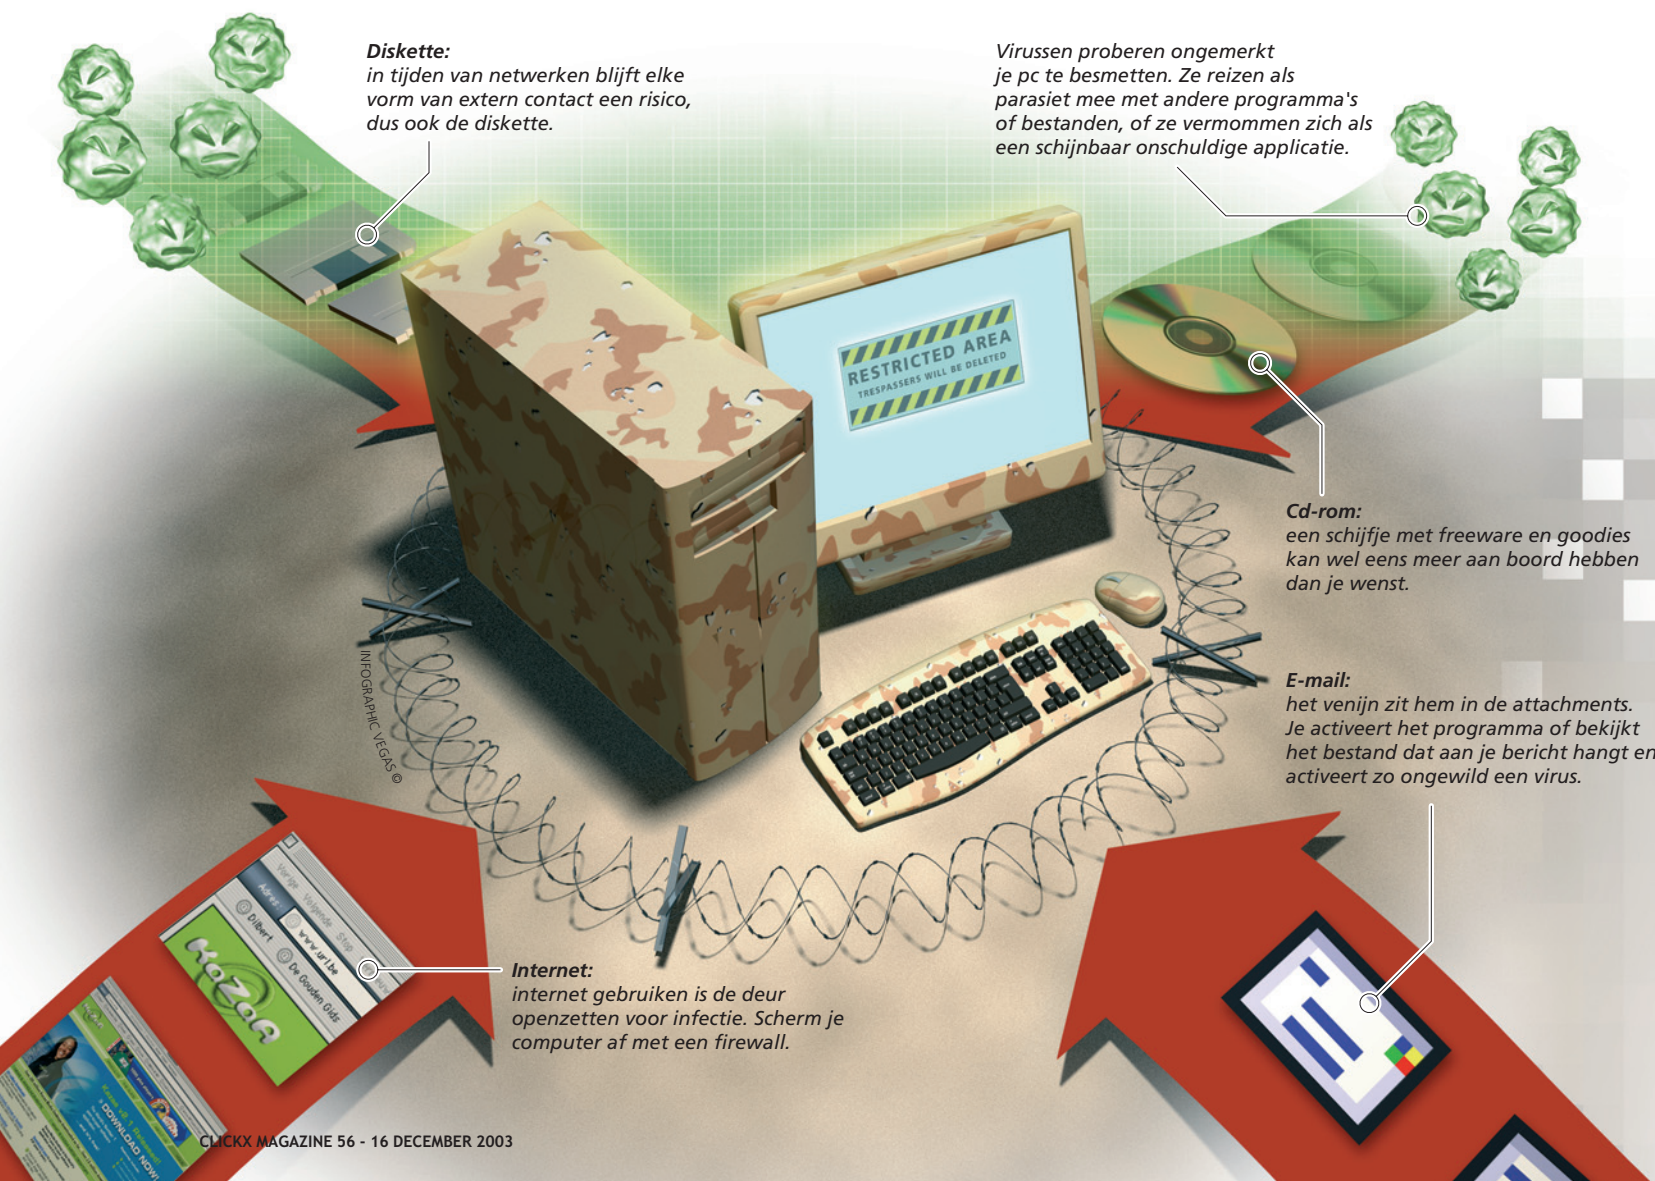 Diskette:
in tijden van netwerken blijft elke
vorm van extern contact een risico,
dus ook de diskette.
Virussen proberen ongemerkt
je pc te besmetten. Ze reizen als
parasiet mee met andere programma's
of bestanden, of ze vermommen zich als
een schijnbaar onschuldige applicatie.
RESTRICTED AREA
TRESPASSERS WILL BE DELETED
Cd-rom:
een schijfje met freeware en goodies
kan wel eens meer aan boord hebben
dan je wenst.
INFOGRAPHIC VEGAS ©
E-mail:
het venijn zit hem in de attachments.
Je activeert het programma of bekijkt
het bestand dat aan je bericht hangt en
activeert zo ongewild een virus.
Vorige Volgende Stop
Adres: www.url.be
Dilbert De Gouden Gids
KaZaA
Internet:
internet gebruiken is de deur
openzetten voor infectie. Scherm je
computer af met een firewall.
DOWNLOAD NOW!
CLICKX MAGAZINE 56 - 16 DECEMBER 2003